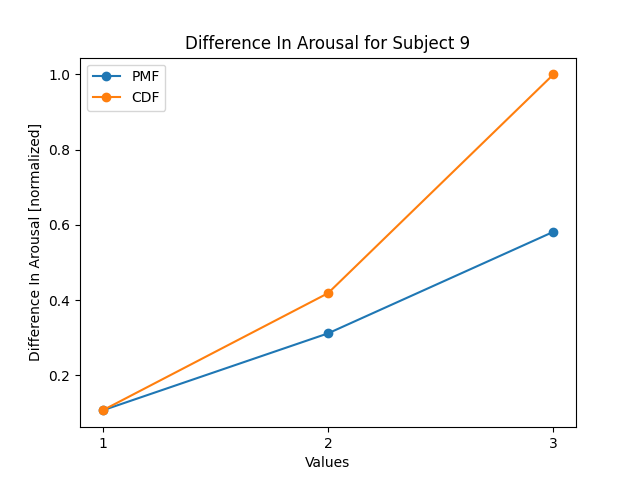 Difference In Arousal for Subject 9
PMF
CDF
Difference In Arousal [normalized]
1.0
0.8
0.6
0.4
0.2
1 2 3
Values